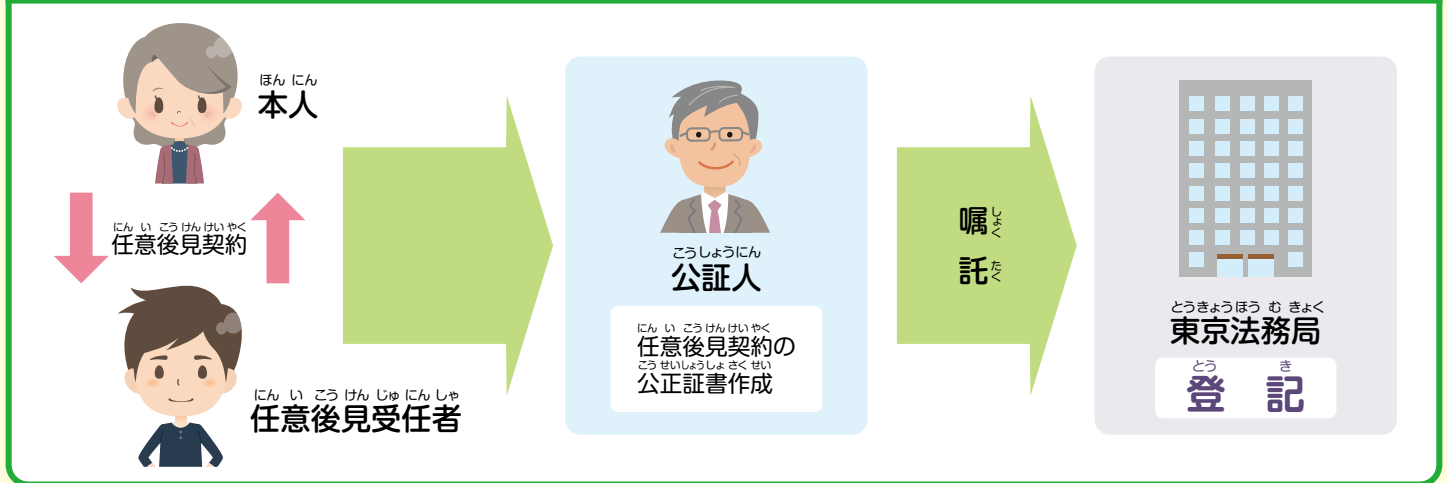 ほんにん
本人
にんいこうけんけいやく
任意後見契約
にんいこうけんじゅにんしゃ
任意後見受任者
こうしょうにん
公証人
にんいこうけんけいやく
任意後見契約の
こうせいしょうしょさくせい
公正証書作成
しょく
嘱
たく
託
とうきょうほうむきょく
東京法務局
とうき
登記